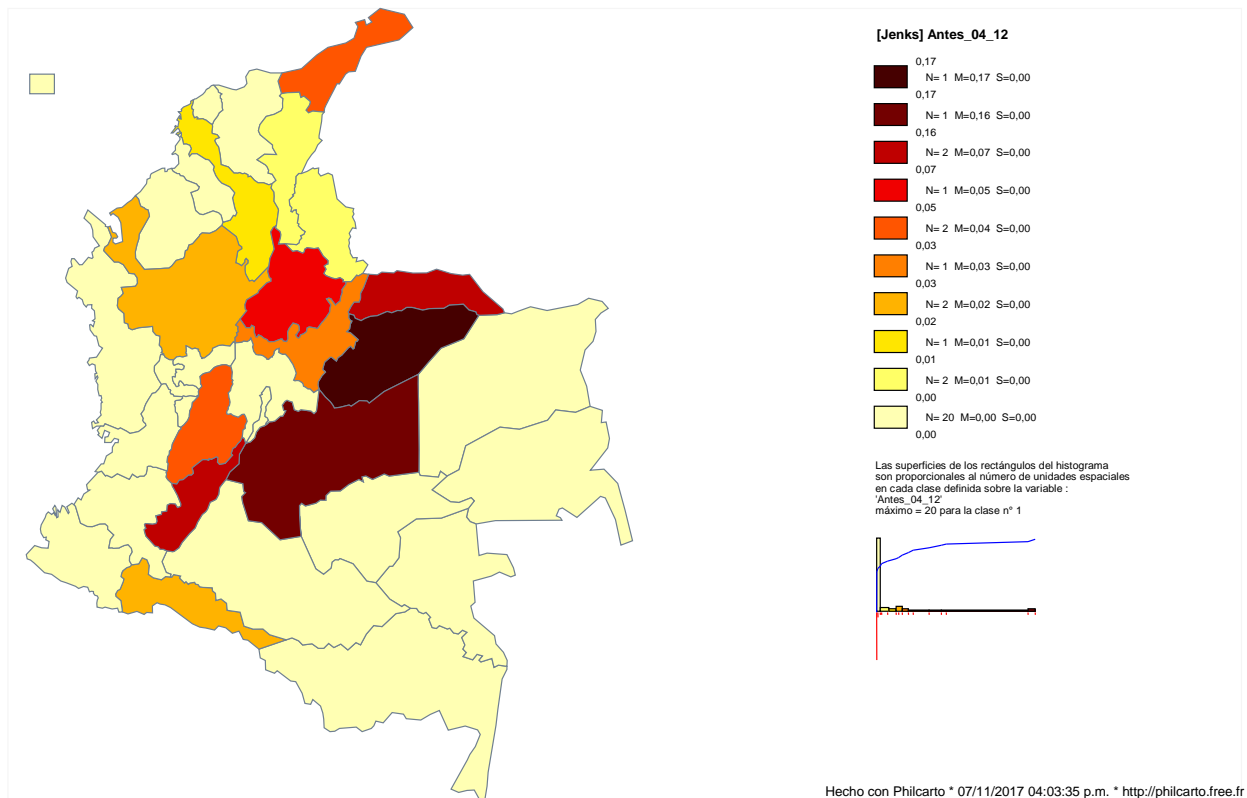 [Jenks] Antes_04_12
0,17
N= 1 M=0,17 S=0,00
0,17
N= 1 M=0,16 S=0,00
0,16
N= 2 M=0,07 S=0,00
0,07
N= 1 M=0,05 S=0,00
0,05
N= 2 M=0,04 S=0,00
0,03
N= 1 M=0,03 S=0,00
0,03
N= 2 M=0,02 S=0,00
0,02
N= 1 M=0,01 S=0,00
0,01
N= 2 M=0,01 S=0,00
0,00
N= 20 M=0,00 S=0,00
0,00
Las superficies de los rectángulos del histograma
son proporcionales al número de unidades espaciales
en cada clase definida sobre la variable :
'Antes_04_12'
máximo = 20 para la clase n° 1
Hecho con Philcarto * 07/11/2017 04:03:35 p.m. * http://philcarto.free.fr